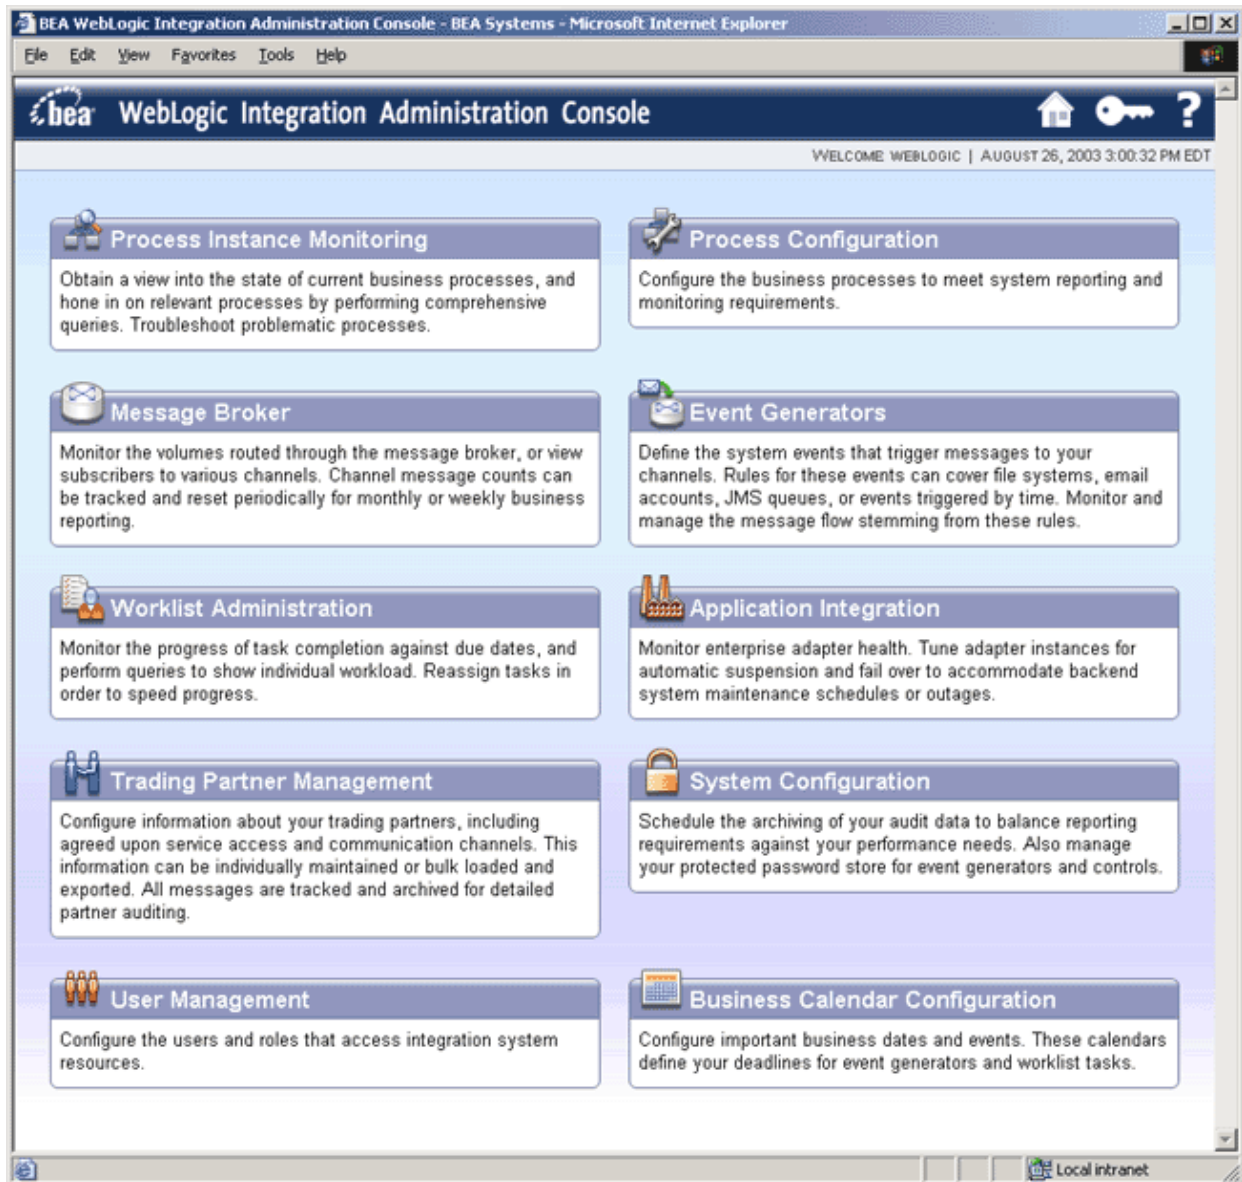 BEA WebLogic Integration Administration Console - BEA Systems - Microsoft Internet Explorer
File Edit View Favorites Tools Help
bea WebLogic Integration Administration Console ?
WELCOME WEBLOGIC | AUGUST 26, 2003 3:00:32 PM EDT
Process Instance Monitoring
Obtain a view into the state of current business processes, and
hone in on relevant processes by performing comprehensive
queries. Troubleshoot problematic processes.
Process Configuration
Configure the business processes to meet system reporting and
monitoring requirements.
Message Broker
Monitor the volumes routed through the message broker, or view
subscribers to various channels. Channel message counts can
be tracked and reset periodically for monthly or weekly business
reporting.
Event Generators
Define the system events that trigger messages to your
channels. Rules for these events can cover file systems, email
accounts, JMS queues, or events triggered by time. Monitor and
manage the message flow stemming from these rules.
Worklist Administration
Monitor the progress of task completion against due dates, and
perform queries to show individual workload. Reassign tasks in
order to speed progress.
Application Integration
Monitor enterprise adapter health. Tune adapter instances for
automatic suspension and fail over to accommodate backend
system maintenance schedules or outages.
Trading Partner Management
Configure information about your trading partners, including
agreed upon service access and communication channels. This
information can be individually maintained or bulk loaded and
exported. All messages are tracked and archived for detailed
partner auditing.
System Configuration
Schedule the archiving of your audit data to balance reporting
requirements against your performance needs. Also manage
your protected password store for event generators and controls.
User Management
Configure the users and roles that access integration system
resources.
Business Calendar Configuration
Configure important business dates and events. These calendars
define your deadlines for event generators and worklist tasks.
Local intranet